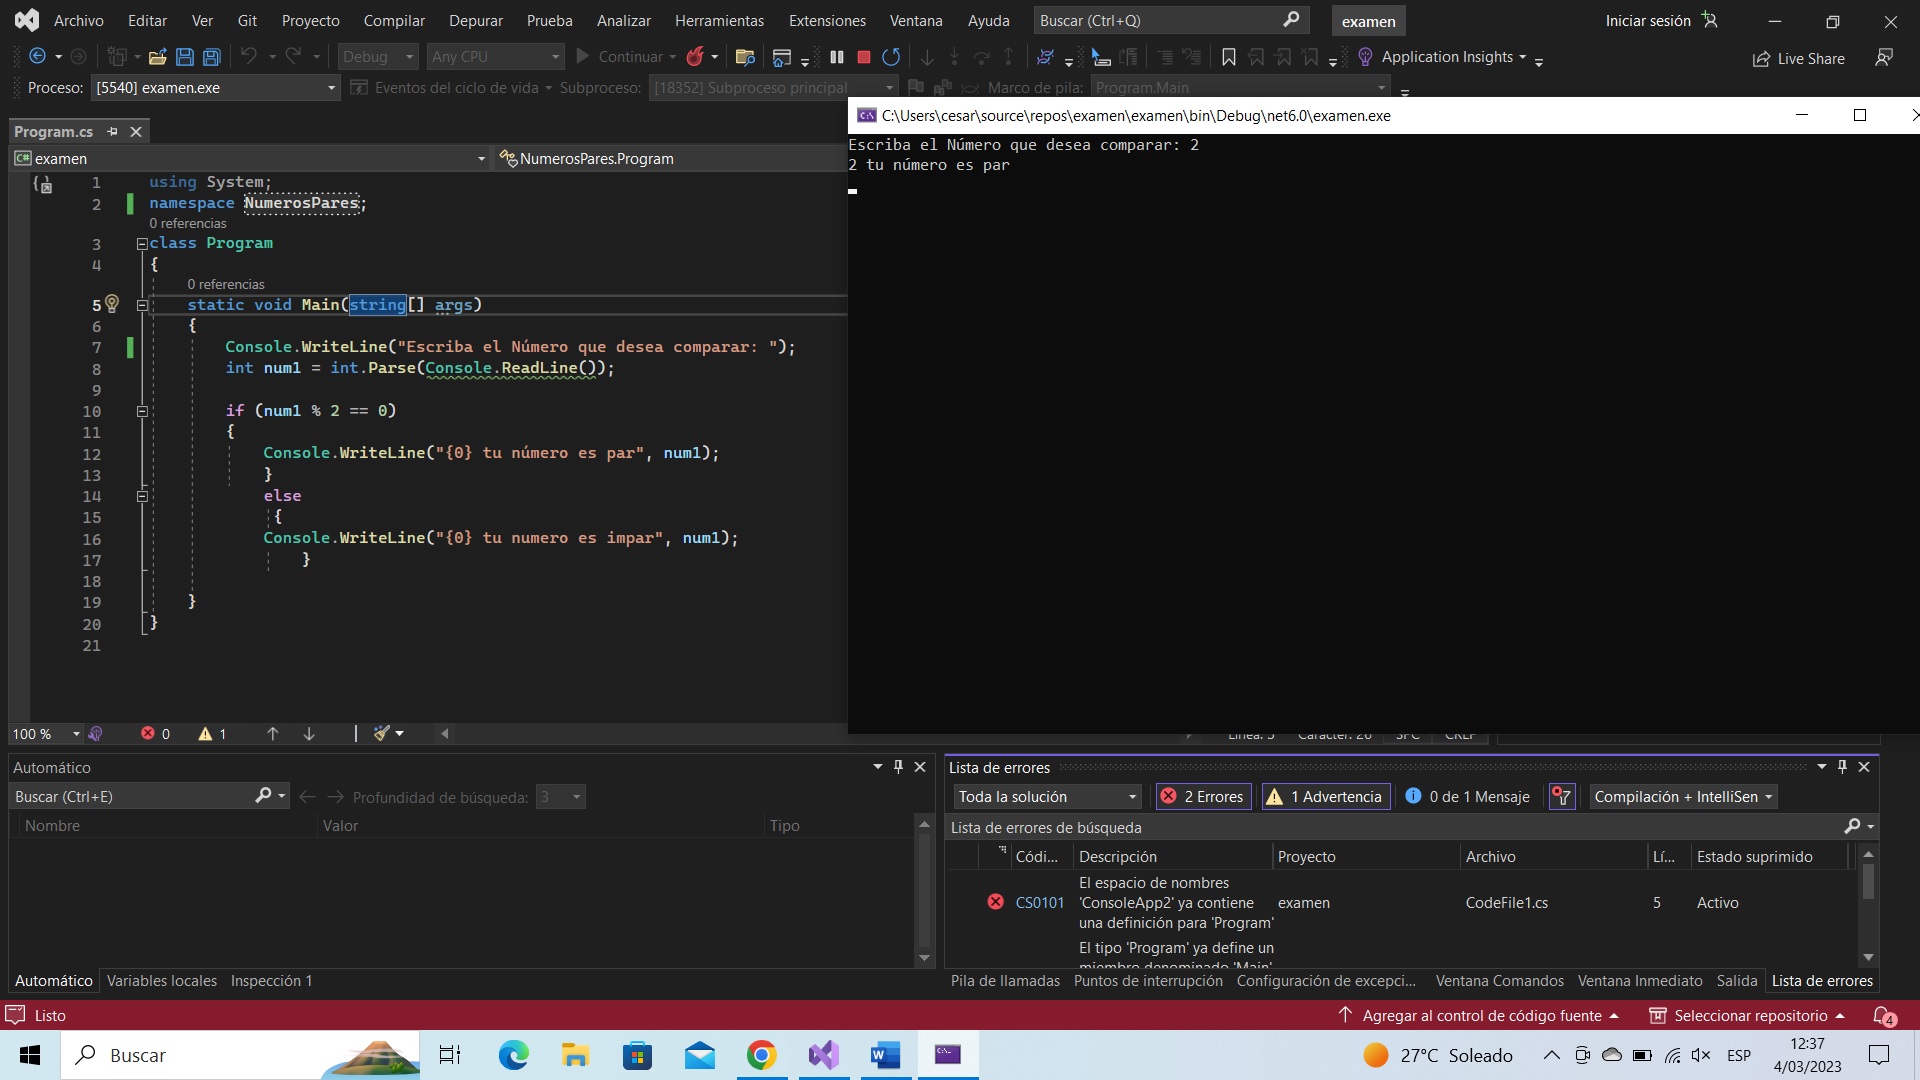 Archivo Editar Ver Git Proyecto Compilar Depurar Prueba Analizar Herramientas Extensiones Ventana Ayuda Buscar (Ctrl+Q) examen Iniciar sesión
Debug Any CPU Continuar Application Insights Live Share
Proceso: [5540] examen.exe Eventos del ciclo de vida Subproceso: [18352] Subproceso principal Marco de pila: Program.Main
Program.cs
examen NumerosPares.Program
1 using System;
2 namespace NumerosPares;
0 referencias
3 class Program
4 {
0 referencias
5 static void Main(string[] args)
6 {
7 Console.WriteLine("Escriba el Número que desea comparar: ");
8 int num1 = int.Parse(Console.ReadLine());
9
10 if (num1 % 2 == 0)
11 {
12 Console.WriteLine("{0} tu número es par", num1);
13 }
14 else
15 {
16 Console.WriteLine("{0} tu numero es impar", num1);
17 }
18
19 }
20 }
21
C:\Users\cesar\source\repos\examen\examen\bin\Debug\net6.0\examen.exe
Escriba el Número que desea comparar: 2
2 tu número es par
100 % 0 1
Línea: 5 Carácter: 26 SPC CRLF
Automático
Buscar (Ctrl+E) Profundidad de búsqueda: 3
Nombre Valor Tipo
Automático Variables locales Inspección 1
Lista de errores
Toda la solución 2 Errores 1 Advertencia 0 de 1 Mensaje Compilación + IntelliSen
Lista de errores de búsqueda
Códi... Descripción Proyecto Archivo Lí... Estado suprimido
El espacio de nombres
CS0101 'ConsoleApp2' ya contiene examen CodeFile1.cs 5 Activo
una definición para 'Program'
El tipo 'Program' ya define un
miembro denominado 'Main'
Pila de llamadas Puntos de interrupción Configuración de excepci... Ventana Comandos Ventana Inmediato Salida Lista de errores
Listo Agregar al control de código fuente Seleccionar repositorio 4
Buscar 27°C Soleado ESP
12:37
4/03/2023